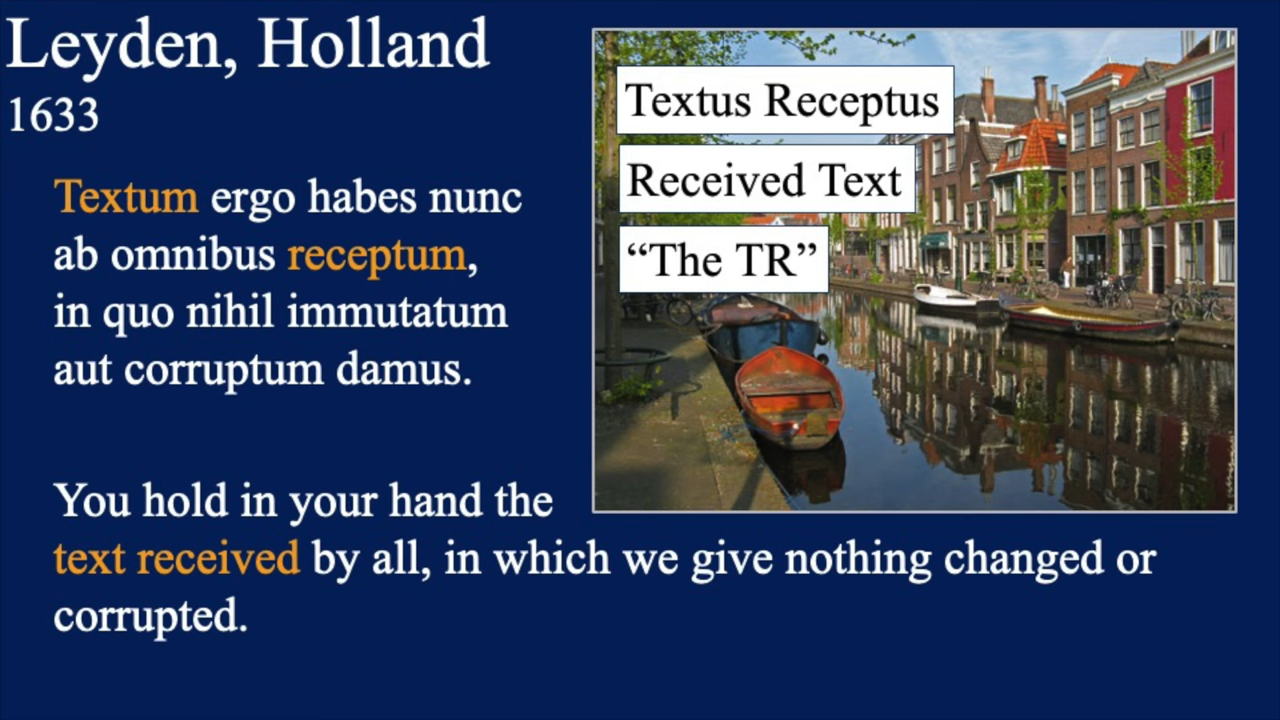 Leyden, Holland
1633
Textum ergo habes nunc
ab omnibus receptum,
in quo nihil immutatum
aut corruptum damus.
Textus Receptus
Received Text
“The TR”
You hold in your hand the
text received by all, in which we give nothing changed or
corrupted.